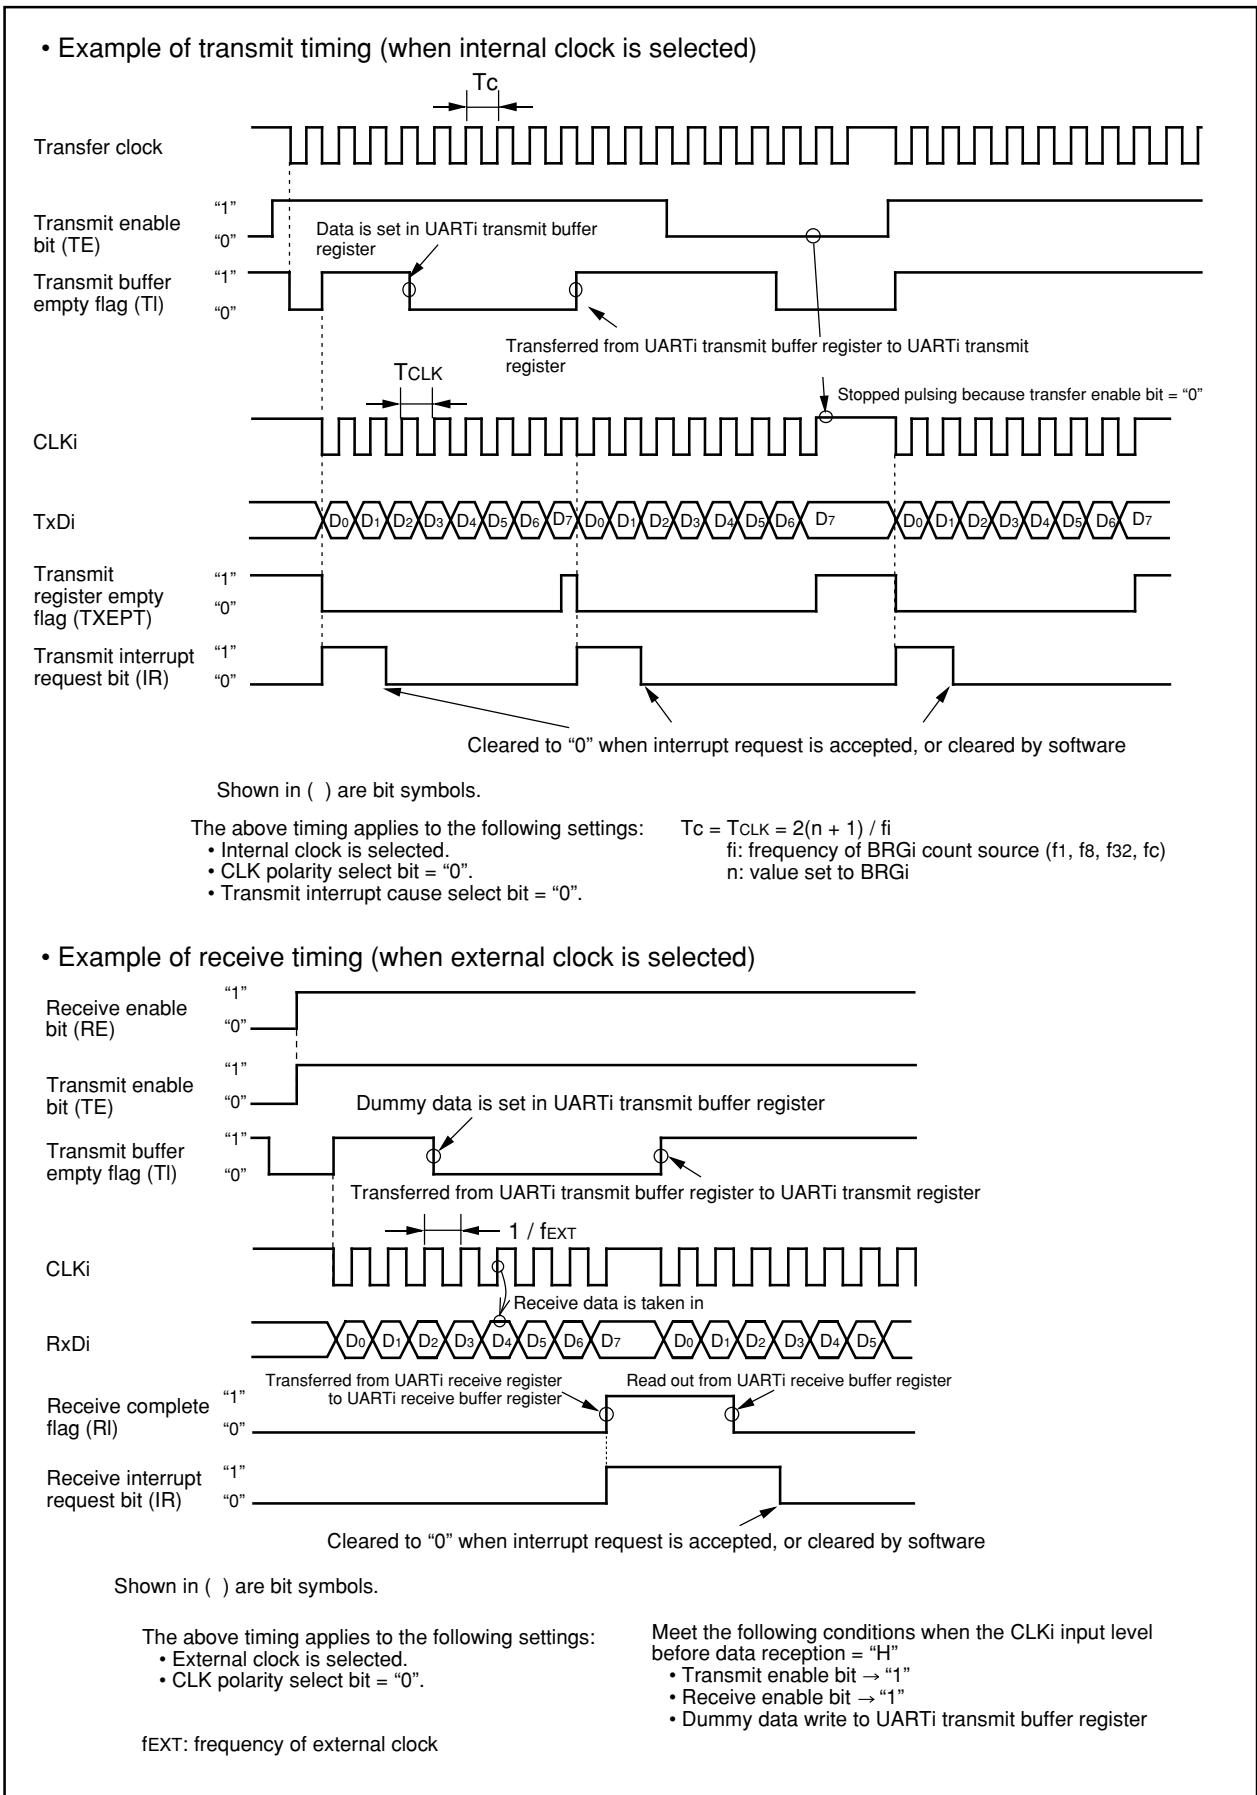 • Example of transmit timing (when internal clock is selected)
Tc
Transfer clock
Transmit enable
bit (TE)
“1”
“0”
Data is set in UARTi transmit buffer
register
Transmit buffer
empty flag (Tl)
“1”
“0”
Transferred from UARTi transmit buffer register to UARTi transmit
register
TCLK
Stopped pulsing because transfer enable bit = “0”
CLKi
TxDi
D0 D1 D2 D3 D4 D5 D6 D7 D0 D1 D2 D3 D4 D5 D6 D7 D0 D1 D2 D3 D4 D5 D6 D7
Transmit
register empty
flag (TXEPT)
“1”
“0”
Transmit interrupt
request bit (IR)
“1”
“0”
Cleared to “0” when interrupt request is accepted, or cleared by software
Shown in ( ) are bit symbols.
The above timing applies to the following settings:
• Internal clock is selected.
• CLK polarity select bit = “0”.
• Transmit interrupt cause select bit = “0”.
Tc = TCLK = 2(n + 1) / fi
fi: frequency of BRGi count source (f1, f8, f32, fc)
n: value set to BRGi
• Example of receive timing (when external clock is selected)
Receive enable
bit (RE)
“1”
“0”
Transmit enable
bit (TE)
“1”
“0”
Dummy data is set in UARTi transmit buffer register
Transmit buffer
empty flag (Tl)
“1”
“0”
Transferred from UARTi transmit buffer register to UARTi transmit register
1 / fEXT
CLKi
Receive data is taken in
RxDi
D0 D1 D2 D3 D4 D5 D6 D7 D0 D1 D2 D3 D4 D5
Transferred from UARTi receive register
to UARTi receive buffer register
Read out from UARTi receive buffer register
Receive complete
flag (Rl)
“1”
“0”
Receive interrupt
request bit (IR)
“1”
“0”
Cleared to “0” when interrupt request is accepted, or cleared by software
Shown in ( ) are bit symbols.
The above timing applies to the following settings:
• External clock is selected.
• CLK polarity select bit = “0”.
fEXT: frequency of external clock
Meet the following conditions when the CLKi input level
before data reception = “H”
• Transmit enable bit → “1”
• Receive enable bit → “1”
• Dummy data write to UARTi transmit buffer register